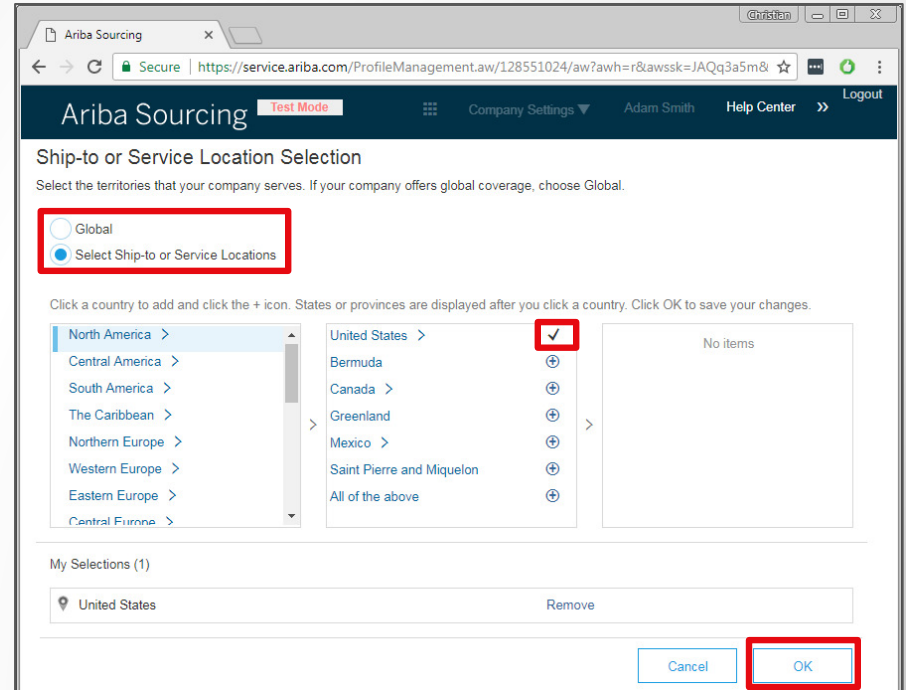 Christian
Ariba Sourcing
Secure https://service.ariba.com/ProfileManagement.aw/128551024/aw?awh=r&awssk=JAQq3a5m&
Ariba Sourcing Test Mode Company Settings Adam Smith Help Center » Logout
Ship-to or Service Location Selection
Select the territories that your company serves. If your company offers global coverage, choose Global.
Global
Select Ship-to or Service Locations
Click a country to add and click the + icon. States or provinces are displayed after you click a country. Click OK to save your changes.
North America >
Central America >
South America >
The Caribbean >
Northern Europe >
Western Europe >
Eastern Europe >
Central Europe >
United States >
Bermuda
Canada >
Greenland
Mexico >
Saint Pierre and Miquelon
All of the above
No items
My Selections (1)
United States Remove
Cancel OK